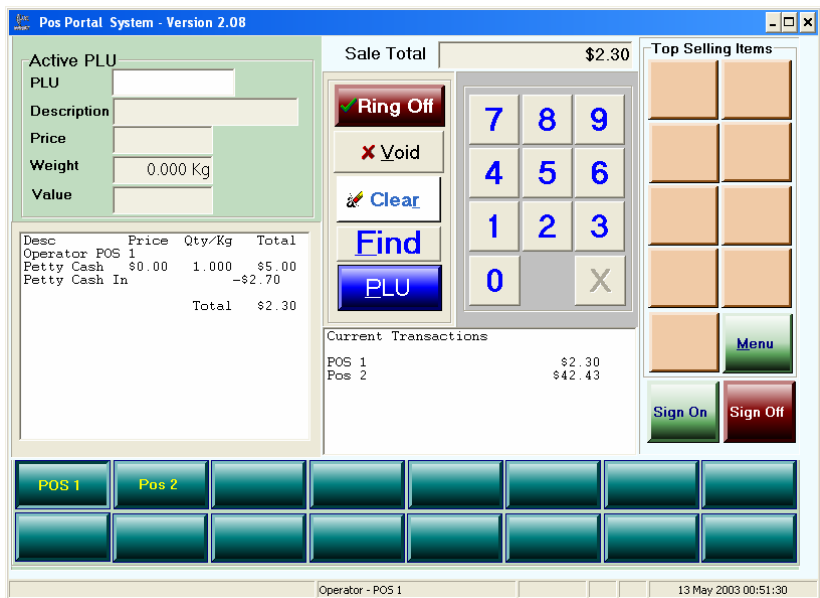 Pos Portal System - Version 2.08
Active PLU
PLU
Description
Price
Weight 0.000 Kg
Value
Sale Total $2.30
Ring Off
Void
Clear
Find
PLU
7 8 9
4 5 6
1 2 3
0 X
Top Selling Items
Menu
Sign On Sign Off
Desc Price Qty/Kg Total
Operator POS 1
Petty Cash $0.00 1.000 $5.00
Petty Cash In -$2.70
Total $2.30
Current Transactions
POS 1 $2.30
Pos 2 $42.43
POS 1 Pos 2
Operator - POS 1 13 May 2003 00:51:30